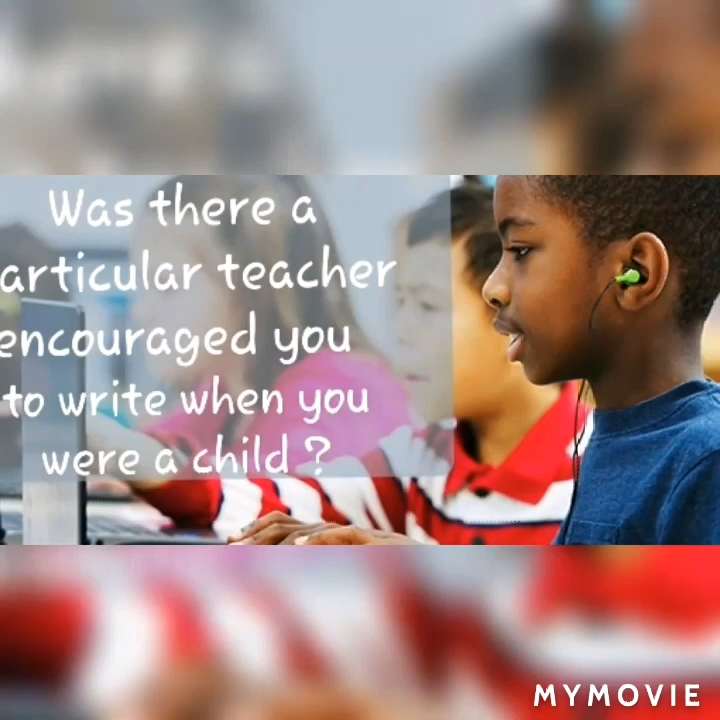 Was there a
articular teacher
encouraged you
to write when you
were a child ?
MYMOVIE